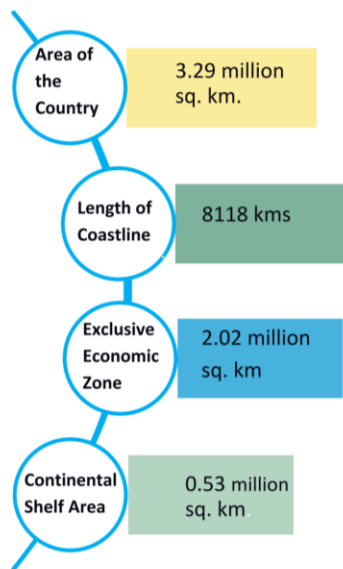 Area of
the
Country
3.29 million
sq. km.
Length of
Coastline
8118 kms
Exclusive
Economic
Zone
2.02 million
sq. km
Continental
Shelf Area
0.53 million
sq. km.